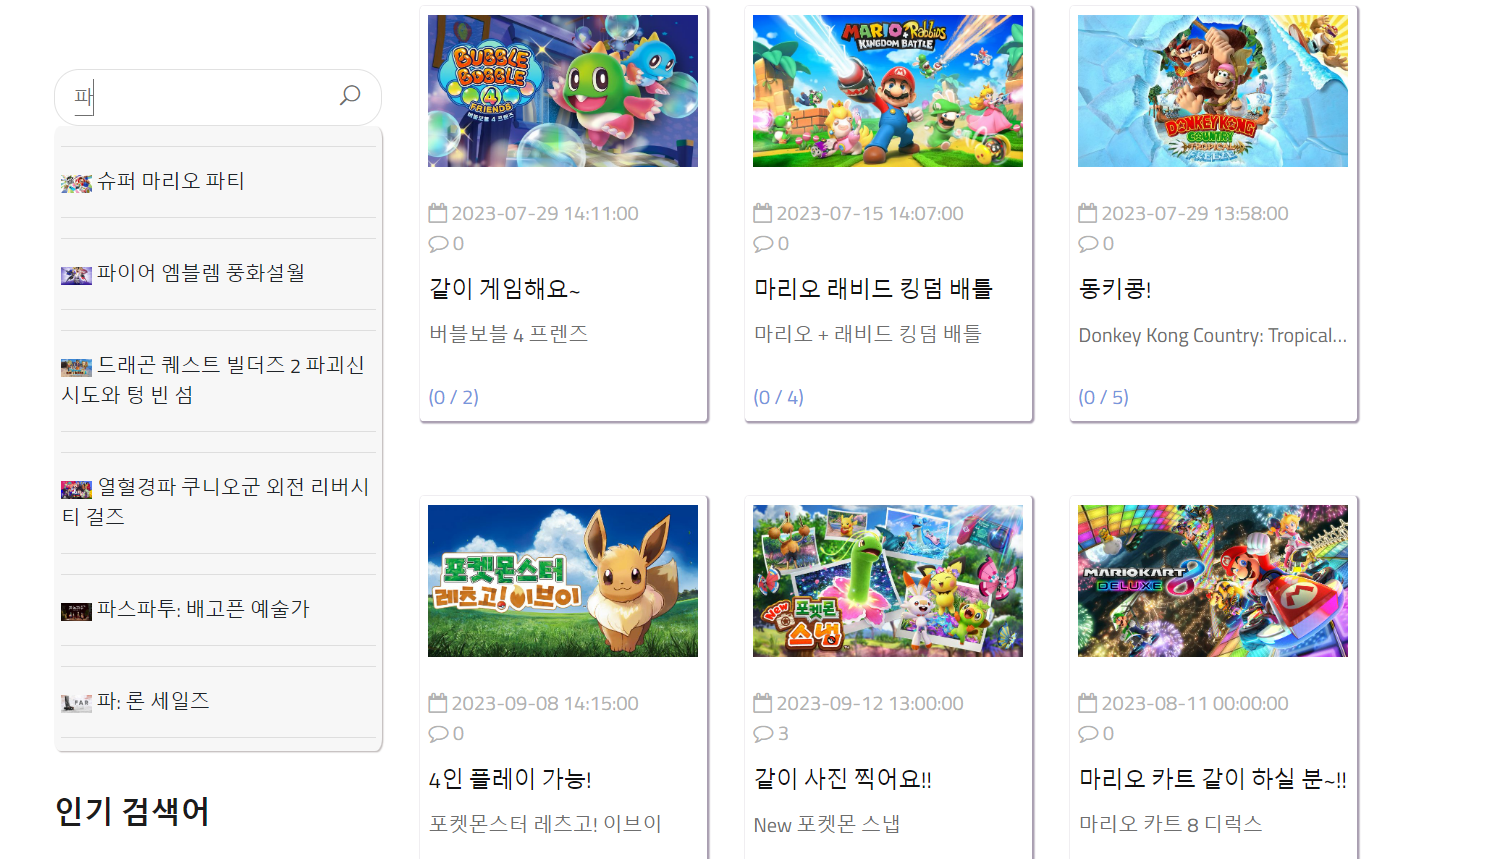 파
슈퍼 마리오 파티
파이어 엠블렘 풍화설월
드래곤 퀘스트 빌더즈 2 파괴신
시도와 텅 빈 섬
열혈경파 쿠니오군 외전 리버시
티 걸즈
파스파투: 배고픈 예술가
FAR
파: 론 세일즈
인기 검색어
BUBBLE
BOBBLE
4
FRIENDS
버블보블 4 프렌즈
2023-07-29 14:11:00
0
같이 게임해요~
버블보블 4 프렌즈
(0 / 2)
MARIO + Rabbids
KINGDOM BATTLE
2023-07-15 14:07:00
0
마리오 래비드 킹덤 배틀
마리오 + 래비드 킹덤 배틀
(0 / 4)
DONKEY KONG
COUNTRY
TROPICAL
FREEZE
2023-07-29 13:58:00
0
동키콩!
Donkey Kong Country: Tropical...
(0 / 5)
포켓몬스터
레츠고! 이브이
2023-09-08 14:15:00
0
4인 플레이 가능!
포켓몬스터 레츠고! 이브이
New 포켓몬
스냅
2023-09-12 13:00:00
3
같이 사진 찍어요!!
New 포켓몬 스냅
MARIOKART 8
DELUXE
2023-08-11 00:00:00
0
마리오 카트 같이 하실 분~!!
마리오 카트 8 디럭스